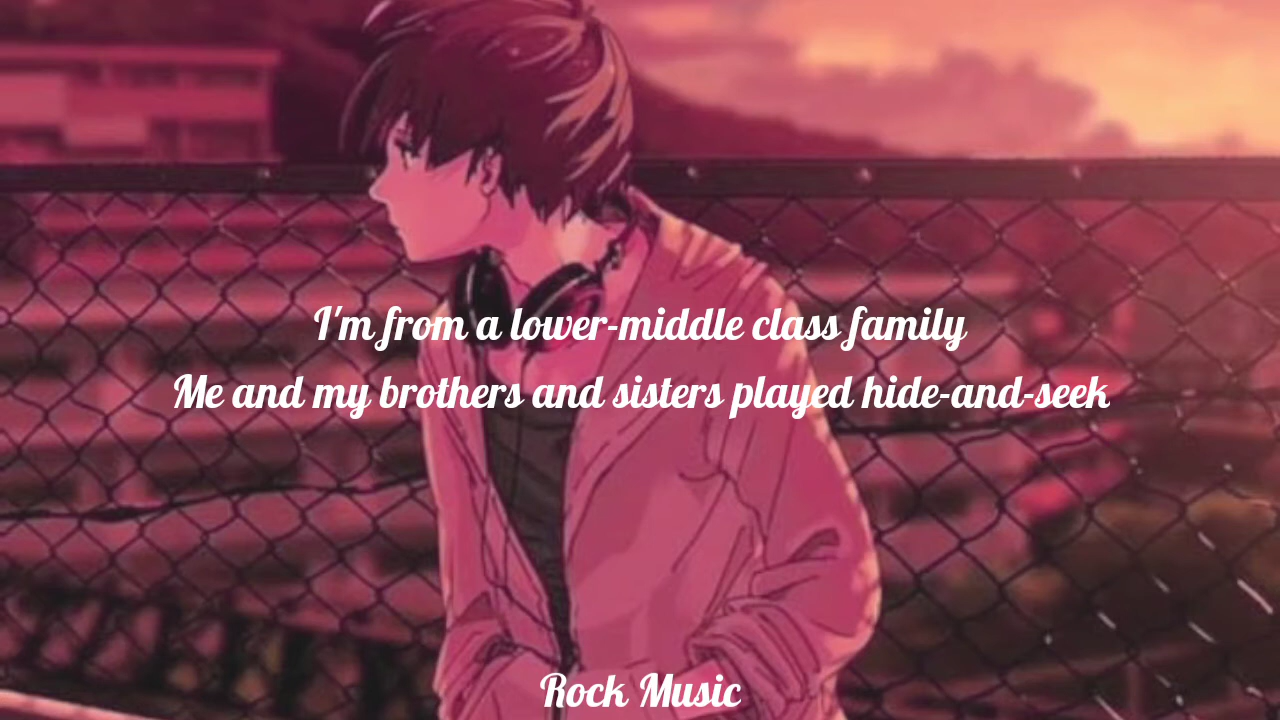 I'm from a lower-middle class family
Me and my brothers and sisters played hide-and-seek
Rock Music